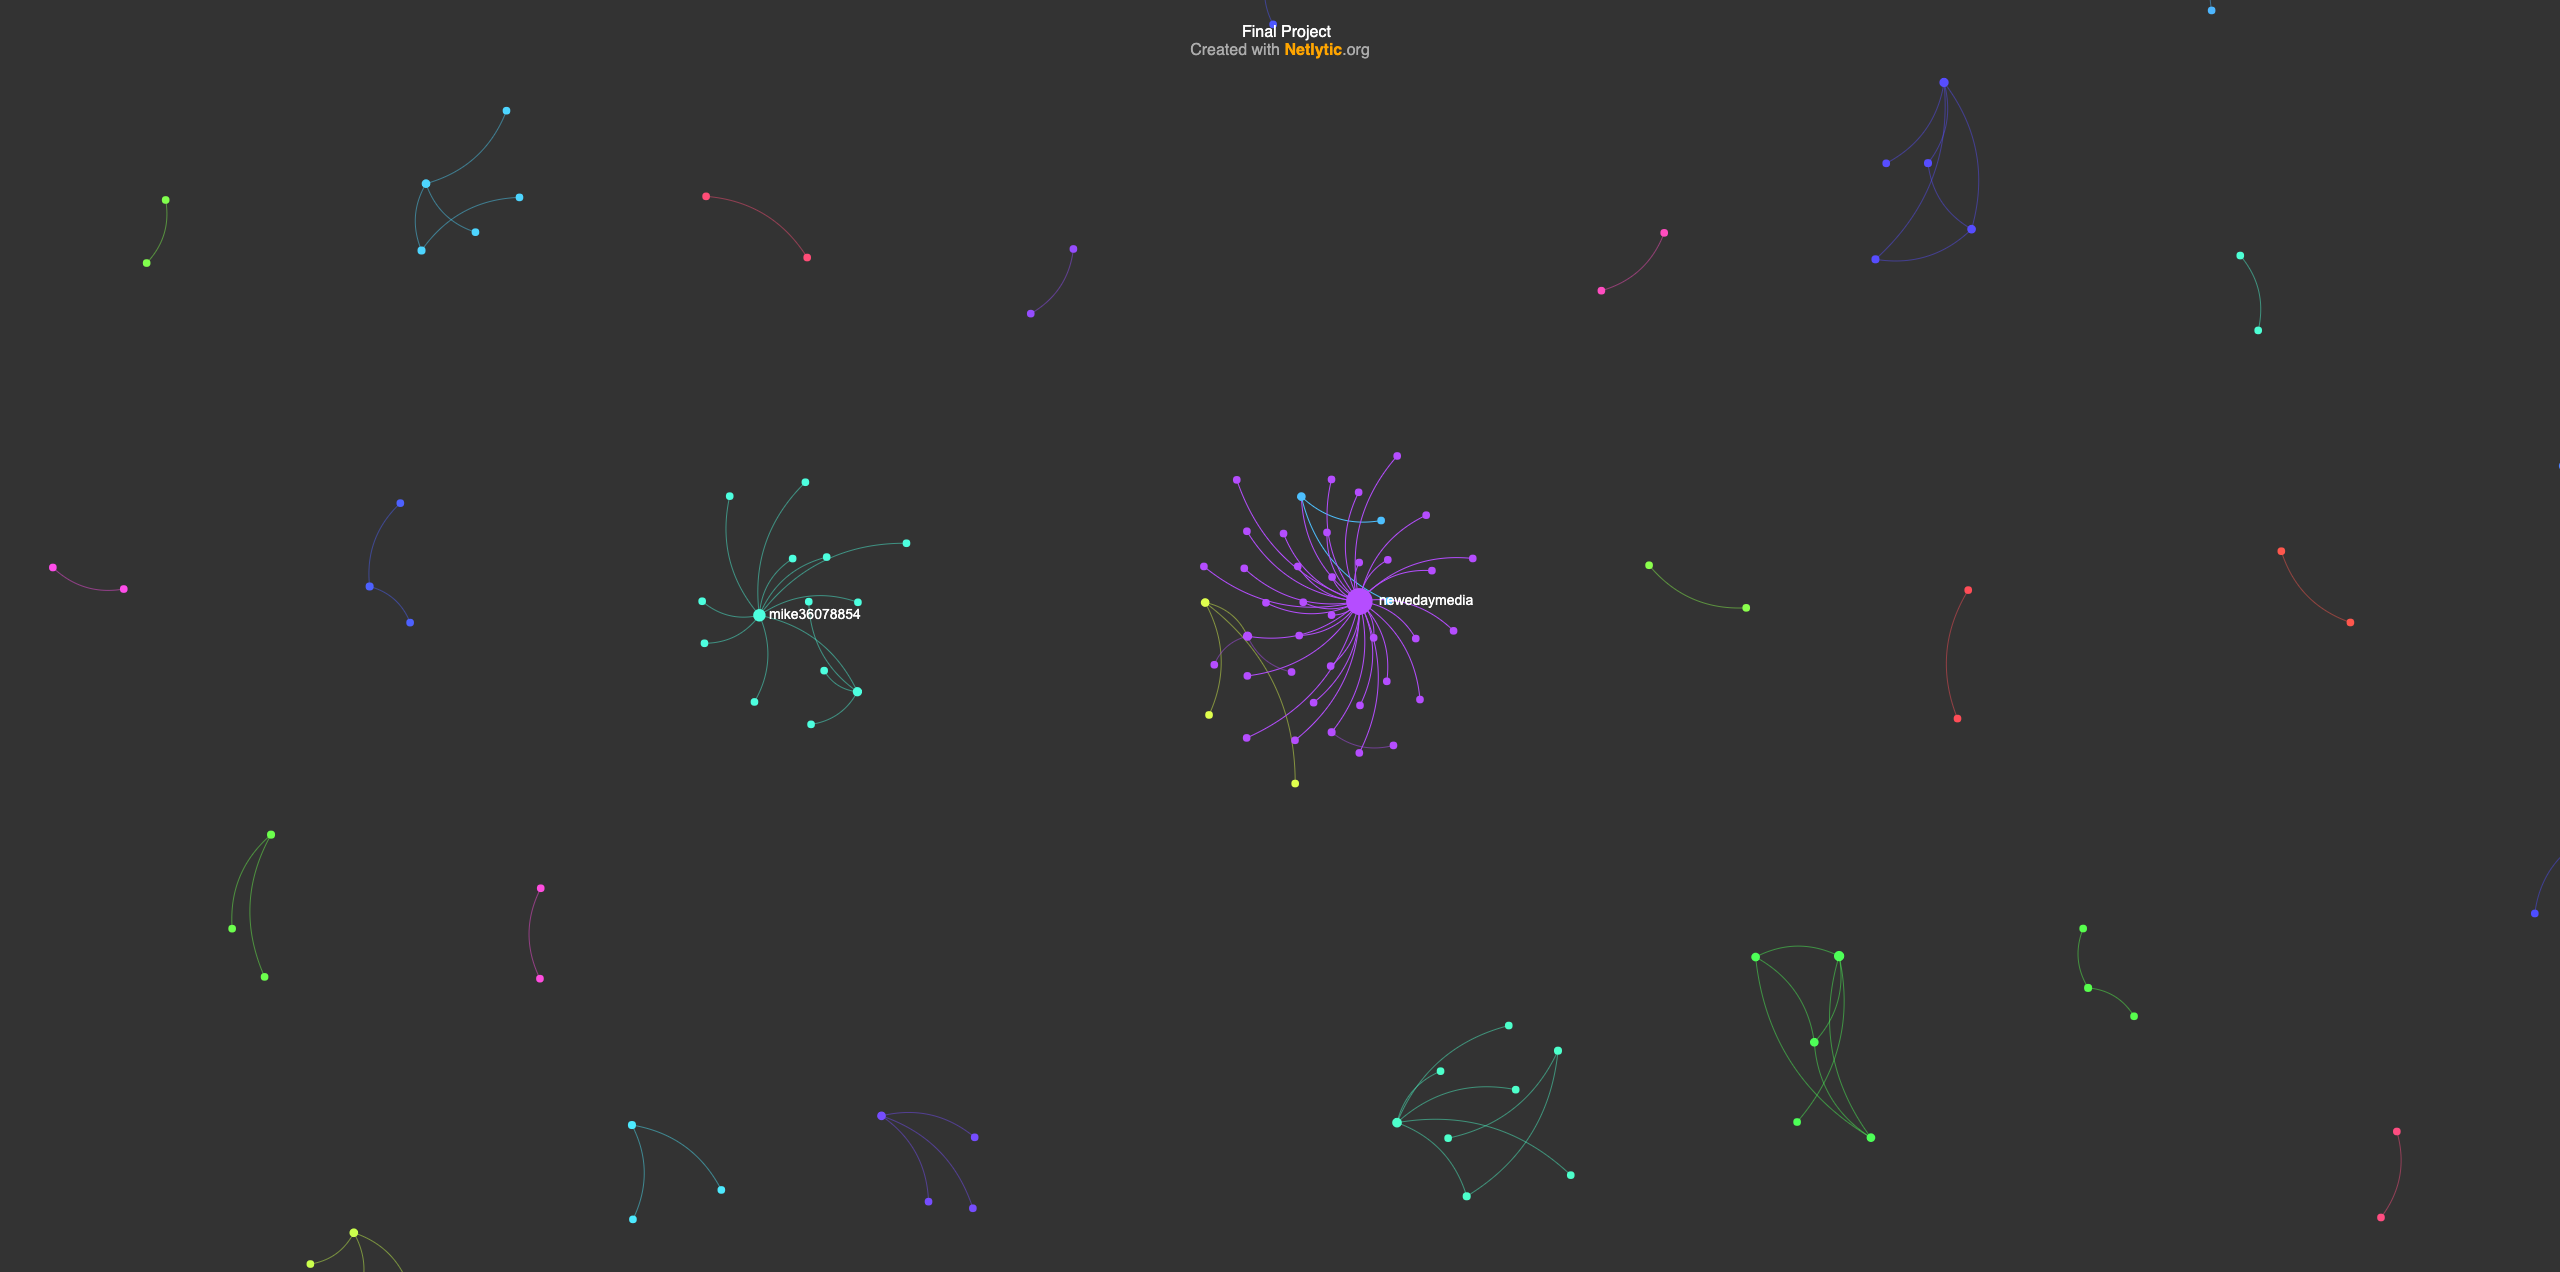 Final Project
Created with Netlytic.org
mike36078854
newedaymedia